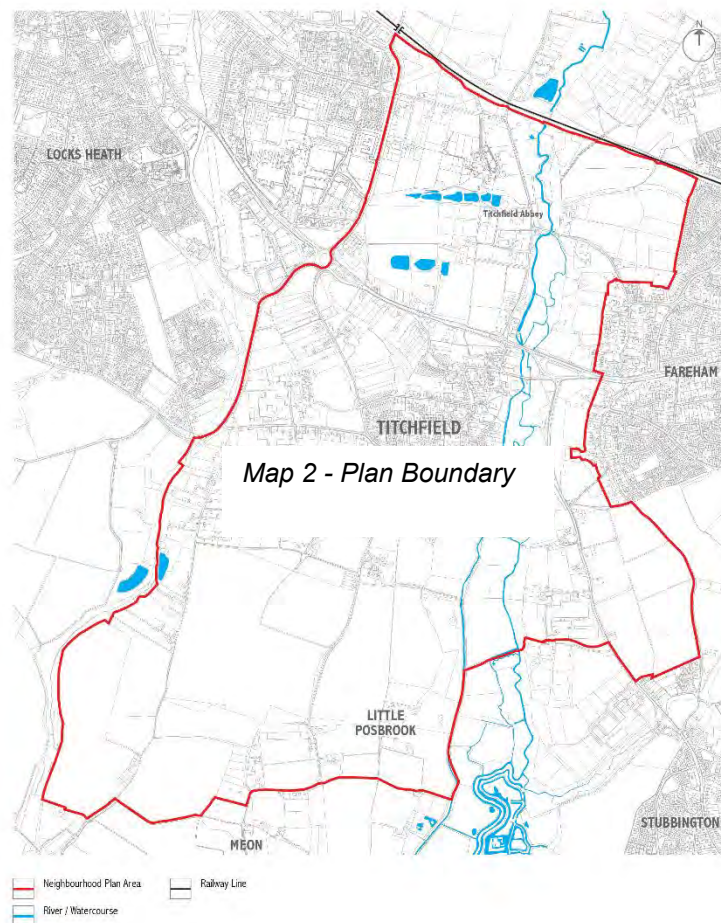 N
LOCKS HEATH
Titchfield Abbey
FAREHAM
TITCHFIELD
Map 2 - Plan Boundary
LITTLE
POSBROOK
STUBBINGTON
MEON
Neighbourhood Plan Area
Railway Line
River / Watercourse